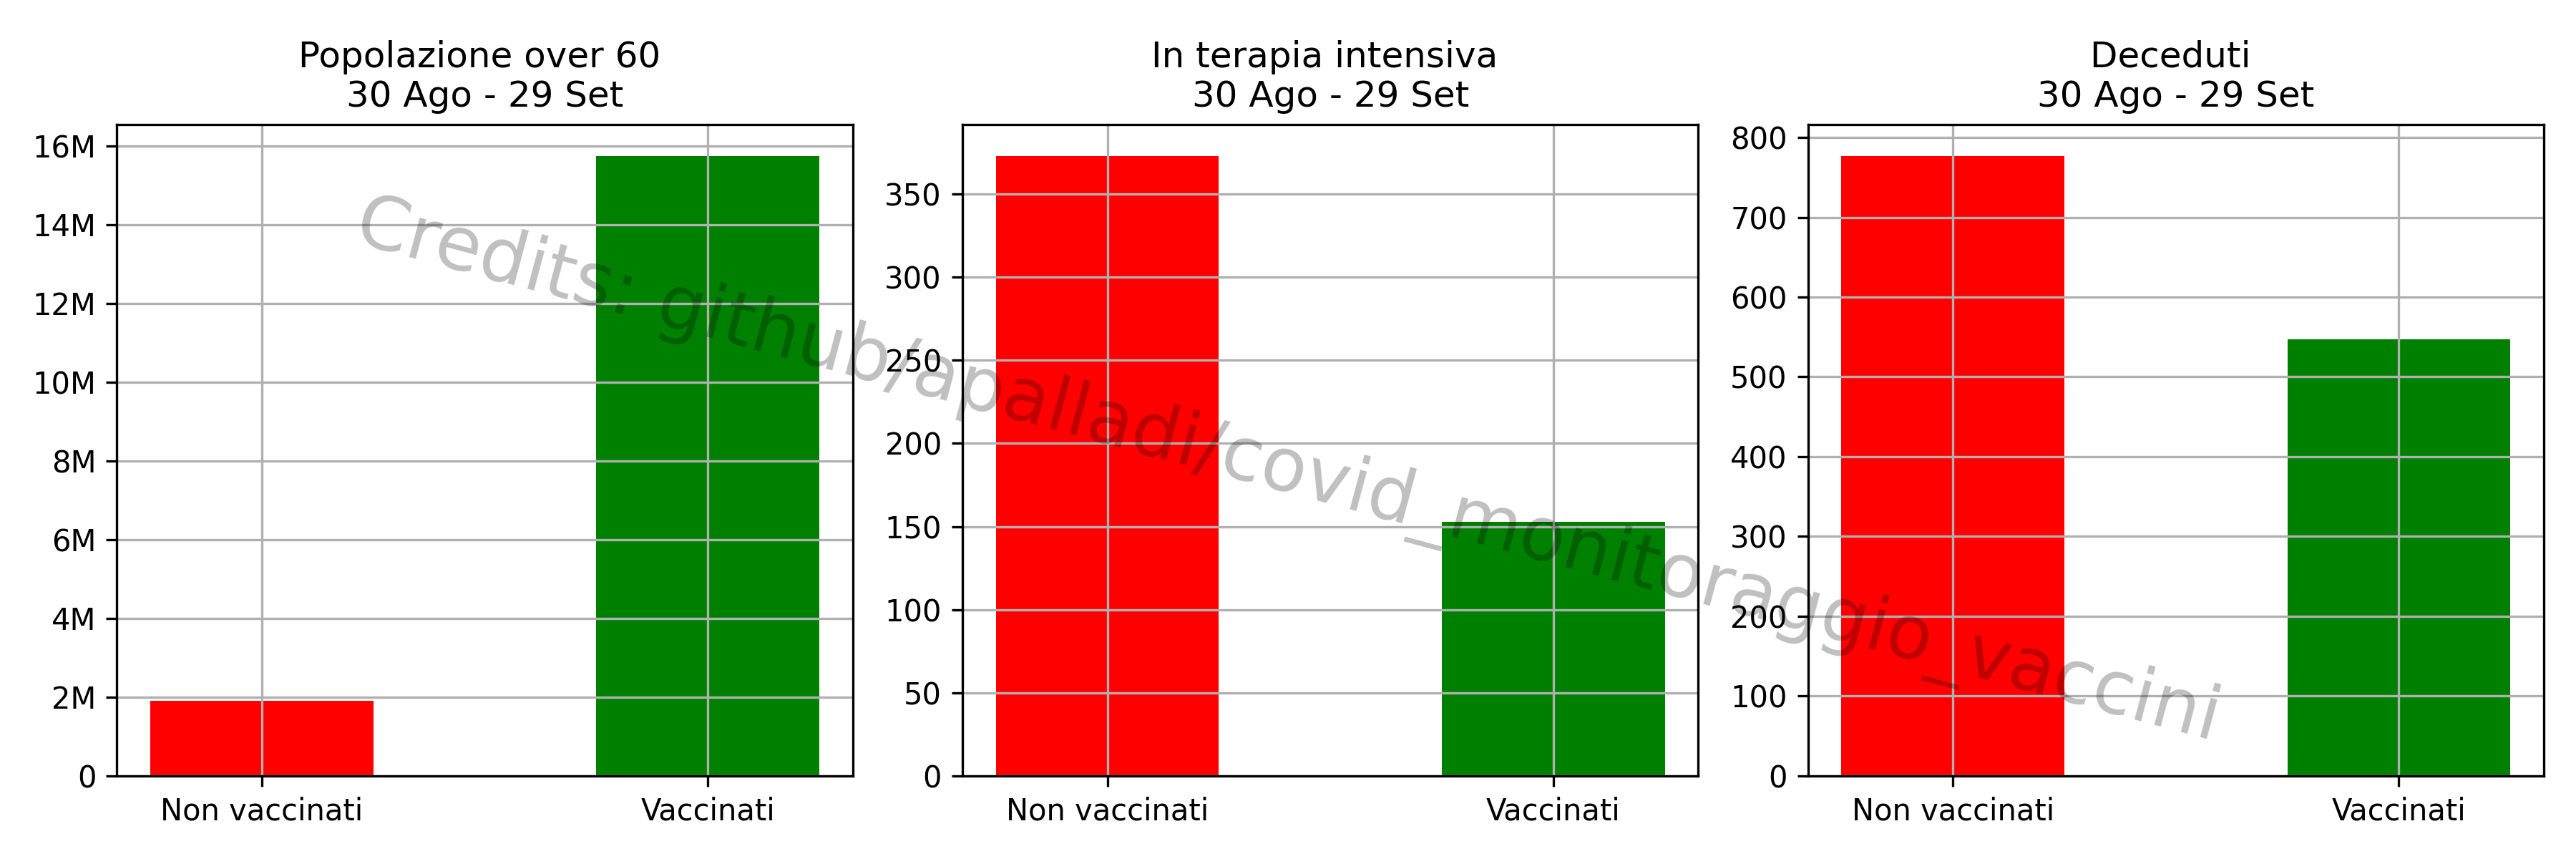 Popolazione over 60
30 Ago - 29 Set
16M
14M
12M
10M
8M
6M
4M
2M
0
Non vaccinati
Vaccinati
In terapia intensiva
30 Ago - 29 Set
350
300
250
200
150
100
50
0
Non vaccinati
Vaccinati
Deceduti
30 Ago - 29 Set
800
700
600
500
400
300
200
100
0
Non vaccinati
Vaccinati
Credits: github/apalladi/covid_monitoraggio_vaccini